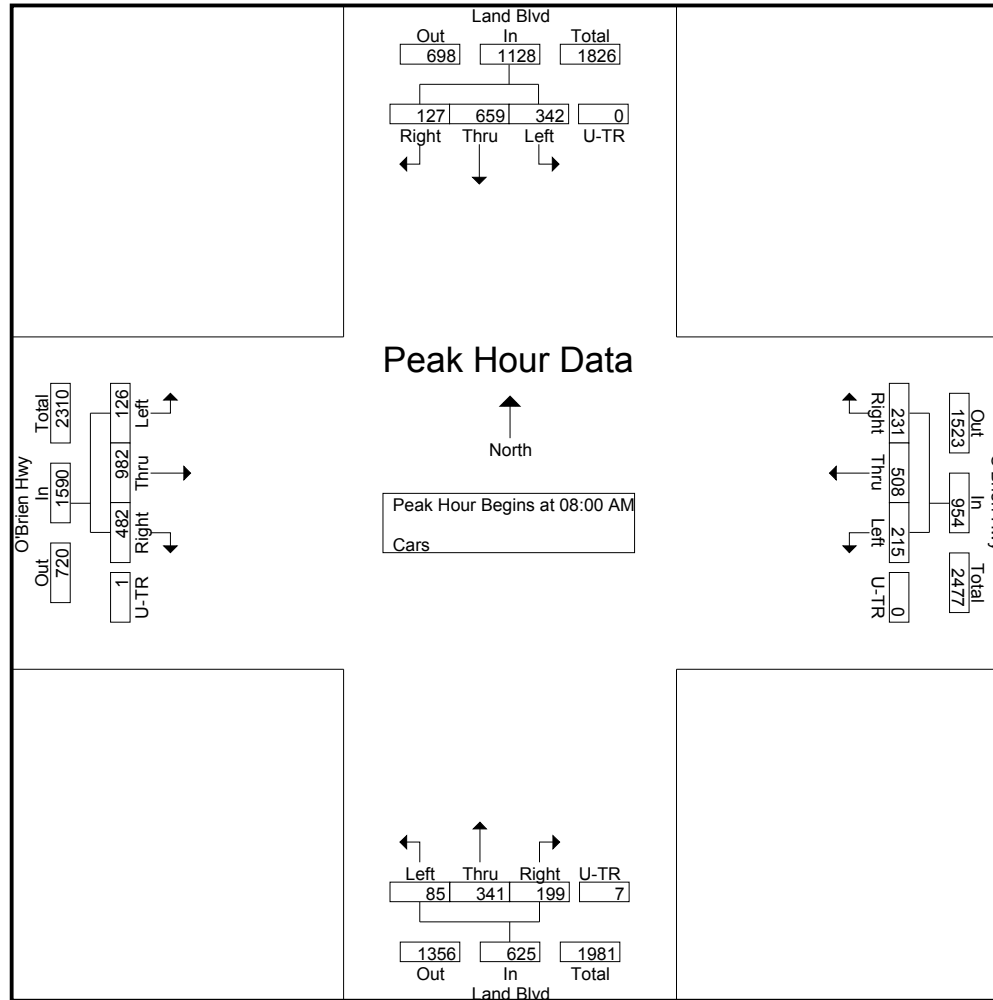 Land Blvd
Out In Total
698 1128 1826
127 659 342 0
Right Thru Left U-TR
Peak Hour Data
North
Peak Hour Begins at 08:00 AM
Cars
O'Brien Hwy
Total In Out
2310 1590 720
126 982 482 1
Left Thru Right U-TR
Right Thru Left U-TR
231 508 215 0
Out In Total
1523 954 2477
Left Thru Right U-TR
85 341 199 7
1356 625 1981
Out In Total
Land Blvd